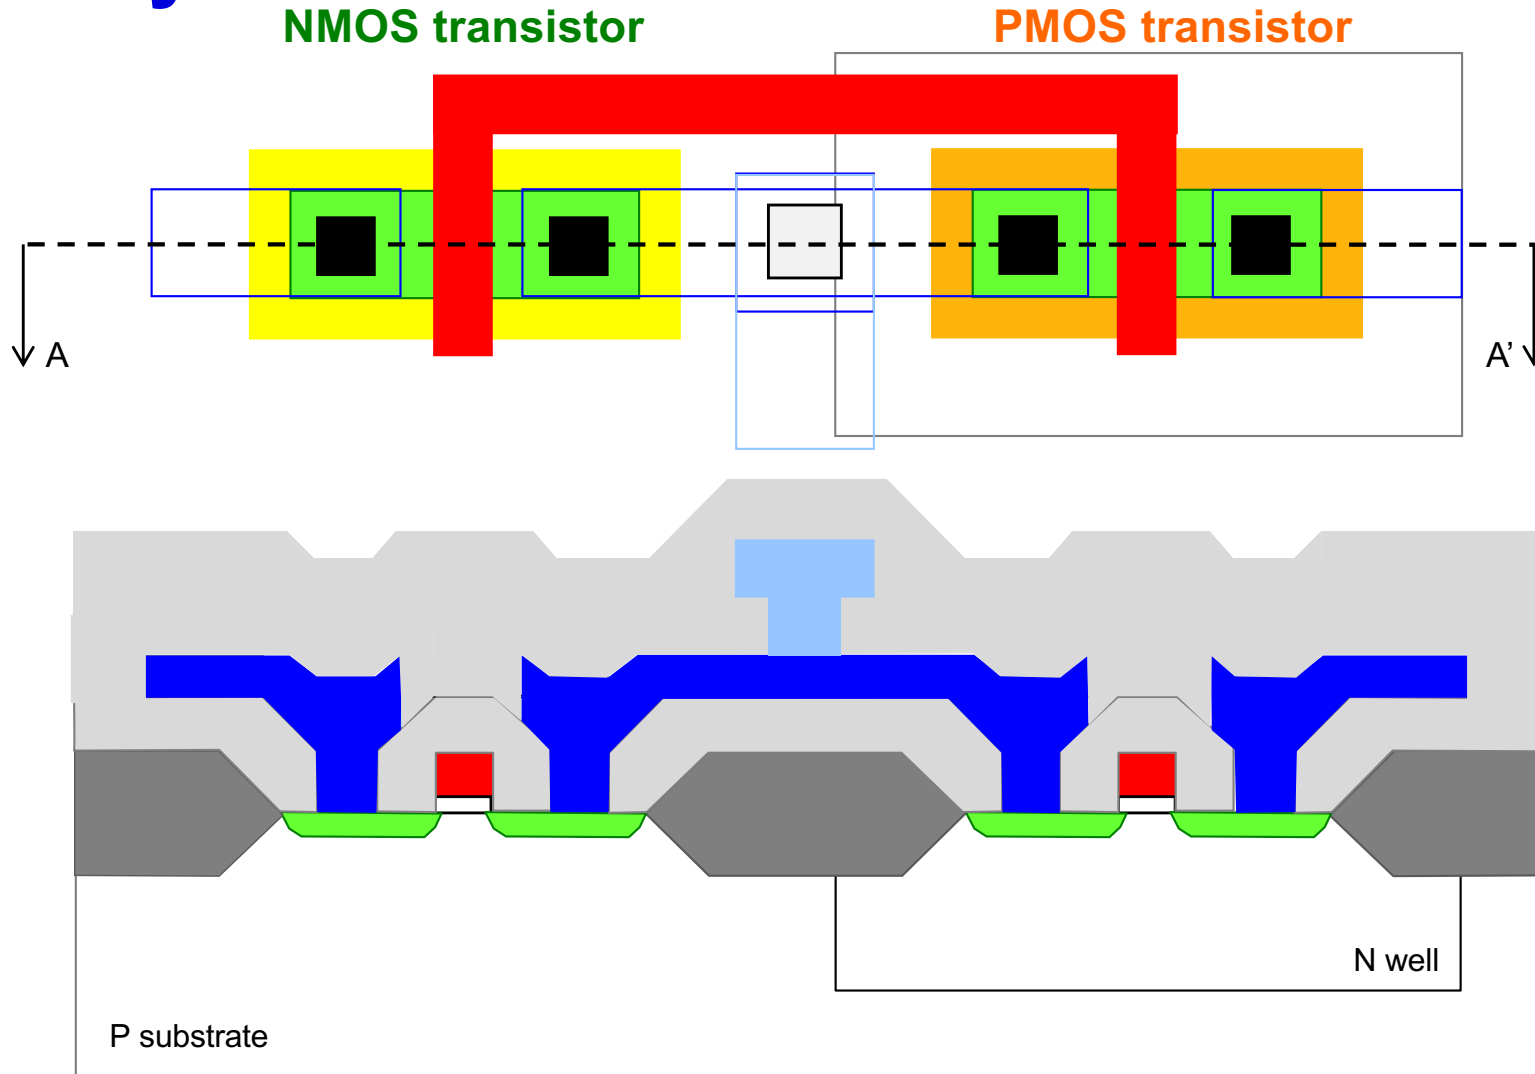 NMOS transistor
PMOS transistor
A
A’
N well
P substrate